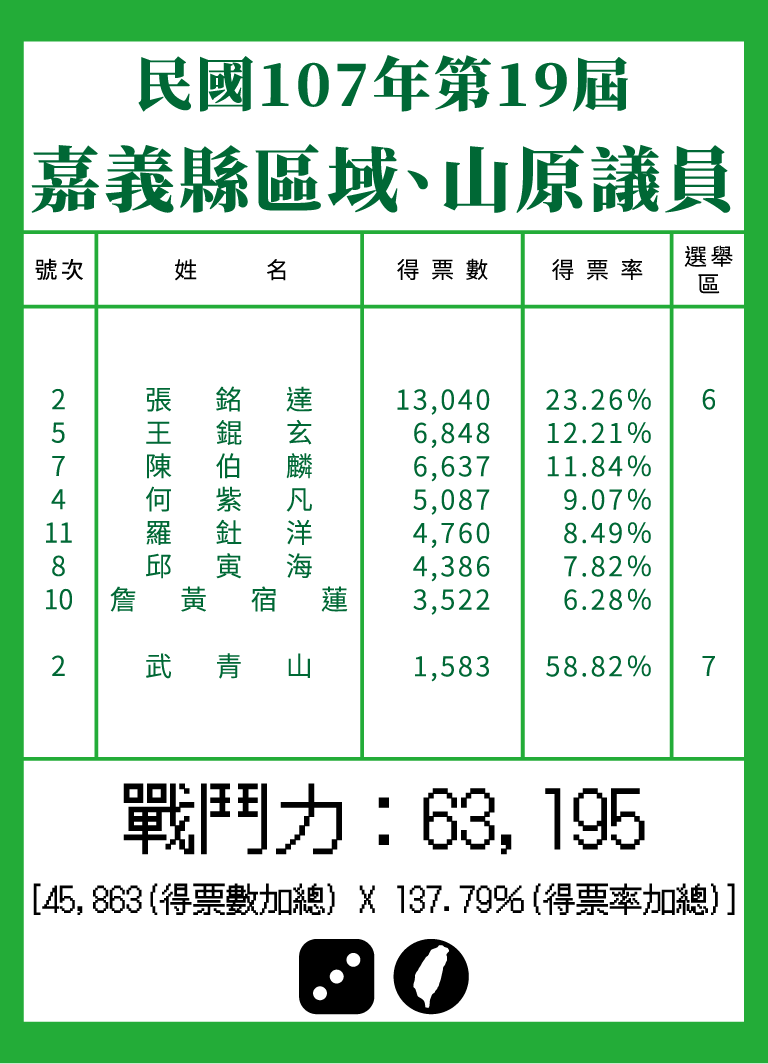 民國107年第19屆
嘉義縣區域、山原議員
號次 姓名 得票數 得票率 選舉區
2 張銘達 13,040 23.26% 6
5 王錕玄 6,848 12.21%
7 陳伯麟 6,637 11.84%
4 何紫凡 5,087 9.07%
11 羅釷洋 4,760 8.49%
8 邱寅海 4,386 7.82%
10 詹黃宿蓮 3,522 6.28%
2 武青山 1,583 58.82% 7
戰鬥力：63,195
[45,863(得票數加總) X 137.79%(得票率加總)]